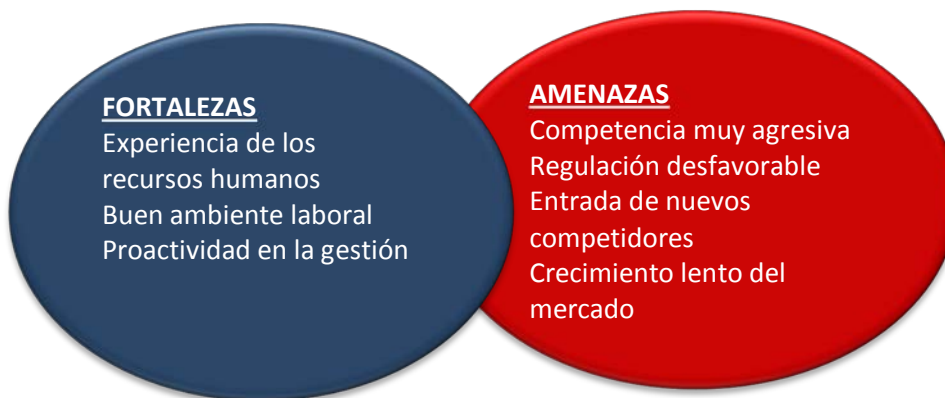 FORTALEZAS
Experiencia de los
recursos humanos
Buen ambiente laboral
Proactividad en la gestión
AMENAZAS
Competencia muy agresiva
Regulación desfavorable
Entrada de nuevos
competidores
Crecimiento lento del
mercado